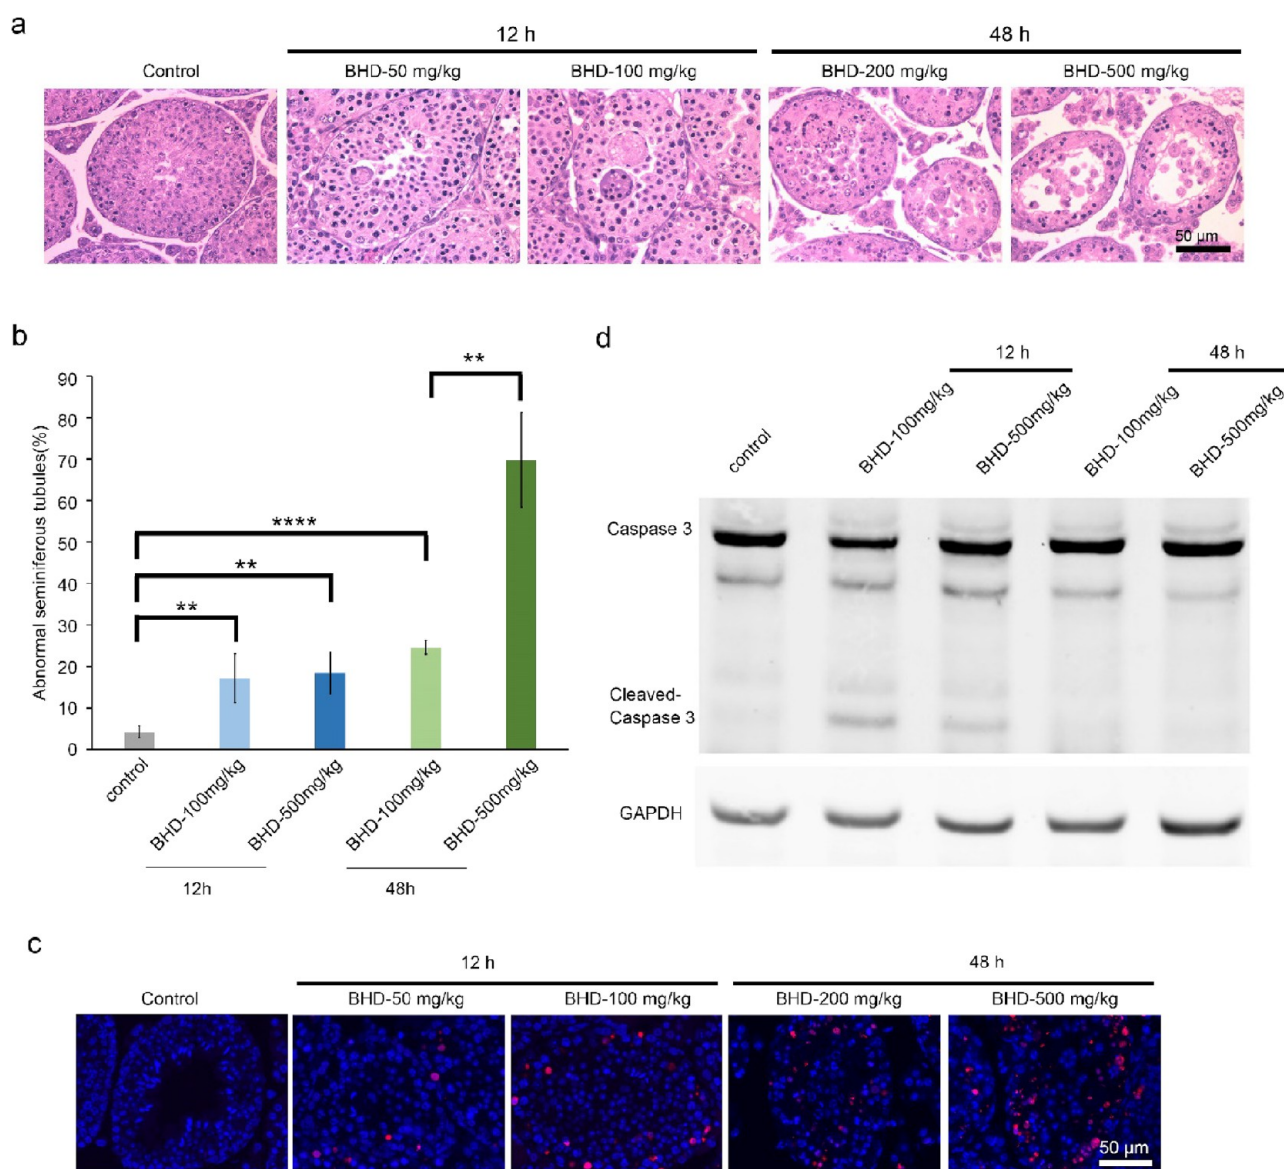 a
12 h
48 h
Control
BHD-50 mg/kg
BHD-100 mg/kg
BHD-200 mg/kg
BHD-500 mg/kg
50 µm
b
Abnormal seminiferous tubules(%)
90
80
70
60
50
40
30
20
10
0
**
****
**
**
control
BHD-100mg/kg
BHD-500mg/kg
BHD-100mg/kg
BHD-500mg/kg
12h
48h
d
12 h
48 h
control
BHD-100mg/kg
BHD-500mg/kg
BHD-100mg/kg
BHD-500mg/kg
Caspase 3
Cleaved-
Caspase 3
GAPDH
c
12 h
48 h
Control
BHD-50 mg/kg
BHD-100 mg/kg
BHD-200 mg/kg
BHD-500 mg/kg
50 µm